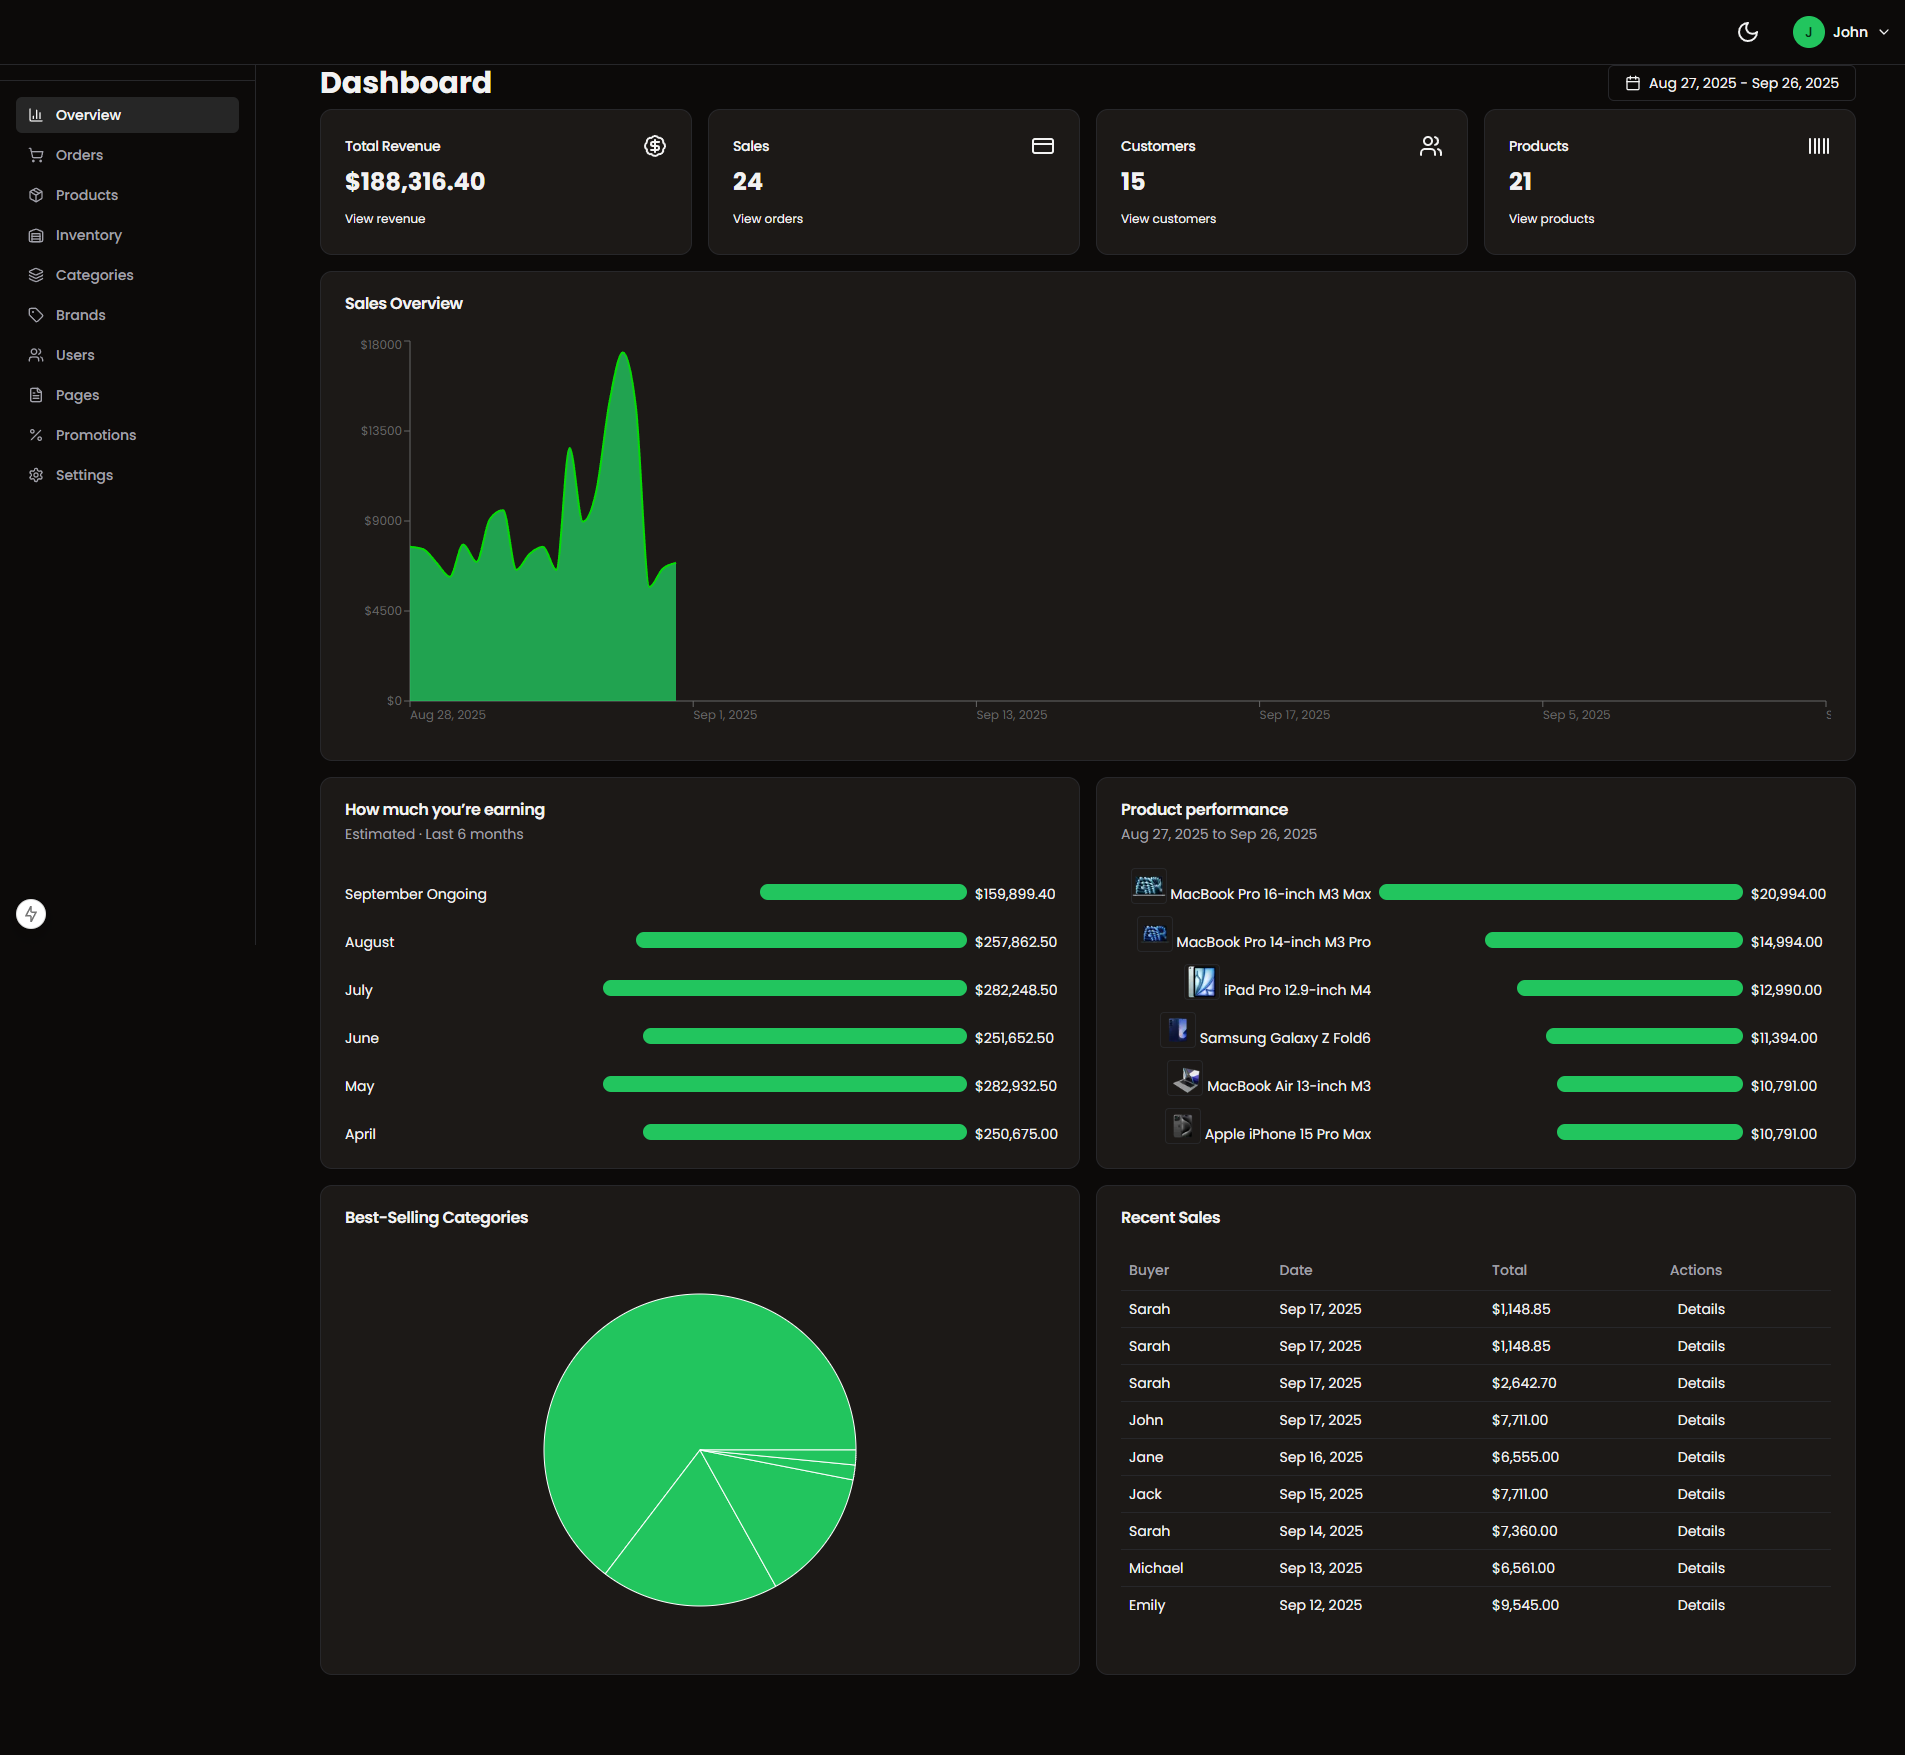 J John
Dashboard
Aug 27, 2025 - Sep 26, 2025
Overview
Orders
Products
Inventory
Categories
Brands
Users
Pages
Promotions
Settings
Total Revenue
$188,316.40
View revenue
Sales
24
View orders
Customers
15
View customers
Products
21
View products
Sales Overview
$18000
$13500
$9000
$4500
$0
Aug 28, 2025 Sep 1, 2025 Sep 13, 2025 Sep 17, 2025 Sep 5, 2025
How much you’re earning
Estimated · Last 6 months
September Ongoing $159,899.40
August $257,862.50
July $282,248.50
June $251,652.50
May $282,932.50
April $250,675.00
Product performance
Aug 27, 2025 to Sep 26, 2025
MacBook Pro 16-inch M3 Max $20,994.00
MacBook Pro 14-inch M3 Pro $14,994.00
iPad Pro 12.9-inch M4 $12,990.00
Samsung Galaxy Z Fold6 $11,394.00
MacBook Air 13-inch M3 $10,791.00
Apple iPhone 15 Pro Max $10,791.00
Best-Selling Categories
Recent Sales
Buyer Date Total Actions
Sarah Sep 17, 2025 $1,148.85 Details
Sarah Sep 17, 2025 $1,148.85 Details
Sarah Sep 17, 2025 $2,642.70 Details
John Sep 17, 2025 $7,711.00 Details
Jane Sep 16, 2025 $6,555.00 Details
Jack Sep 15, 2025 $7,711.00 Details
Sarah Sep 14, 2025 $7,360.00 Details
Michael Sep 13, 2025 $6,561.00 Details
Emily Sep 12, 2025 $9,545.00 Details